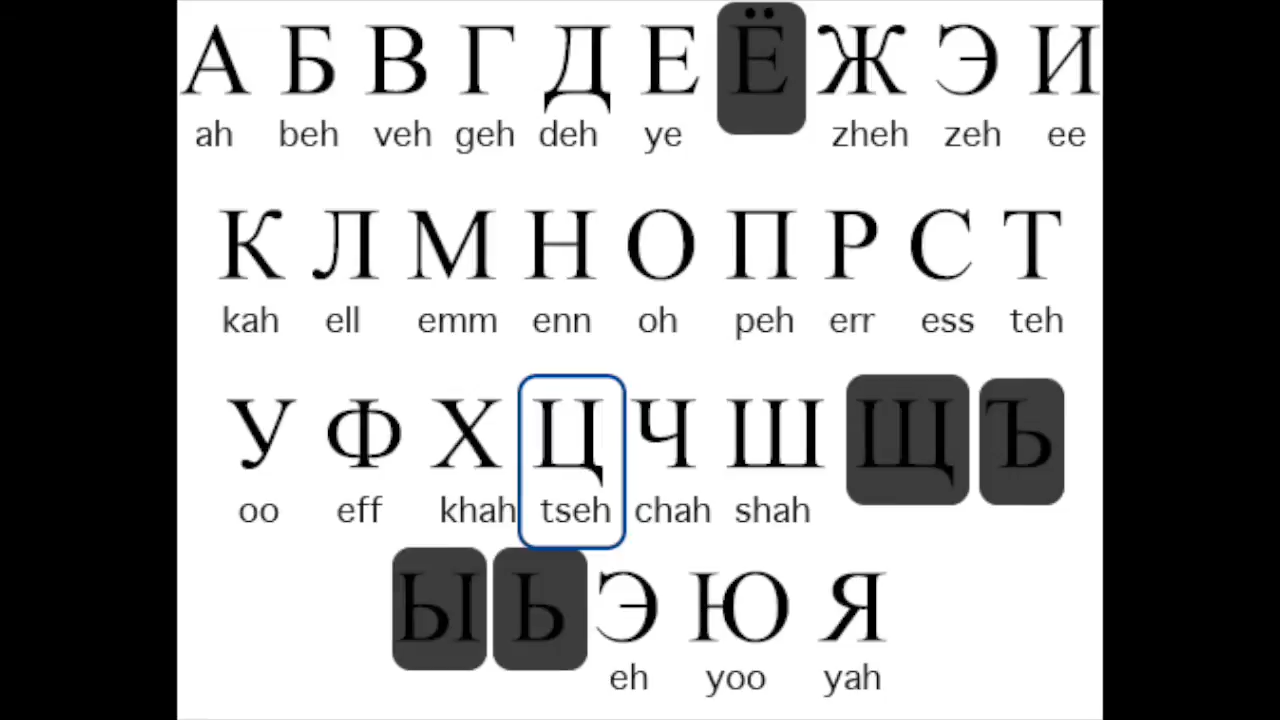 А Б В Г Д Е Ё Ж Э И
ah beh veh geh deh ye zheh zeh ee
К Л М Н О П Р С Т
kah ell emm enn oh peh err ess teh
У Ф Х Ц Ч Ш Щ Ъ
oo eff khah tseh chah shah
Ы Ь Э Ю Я
eh yoo yah